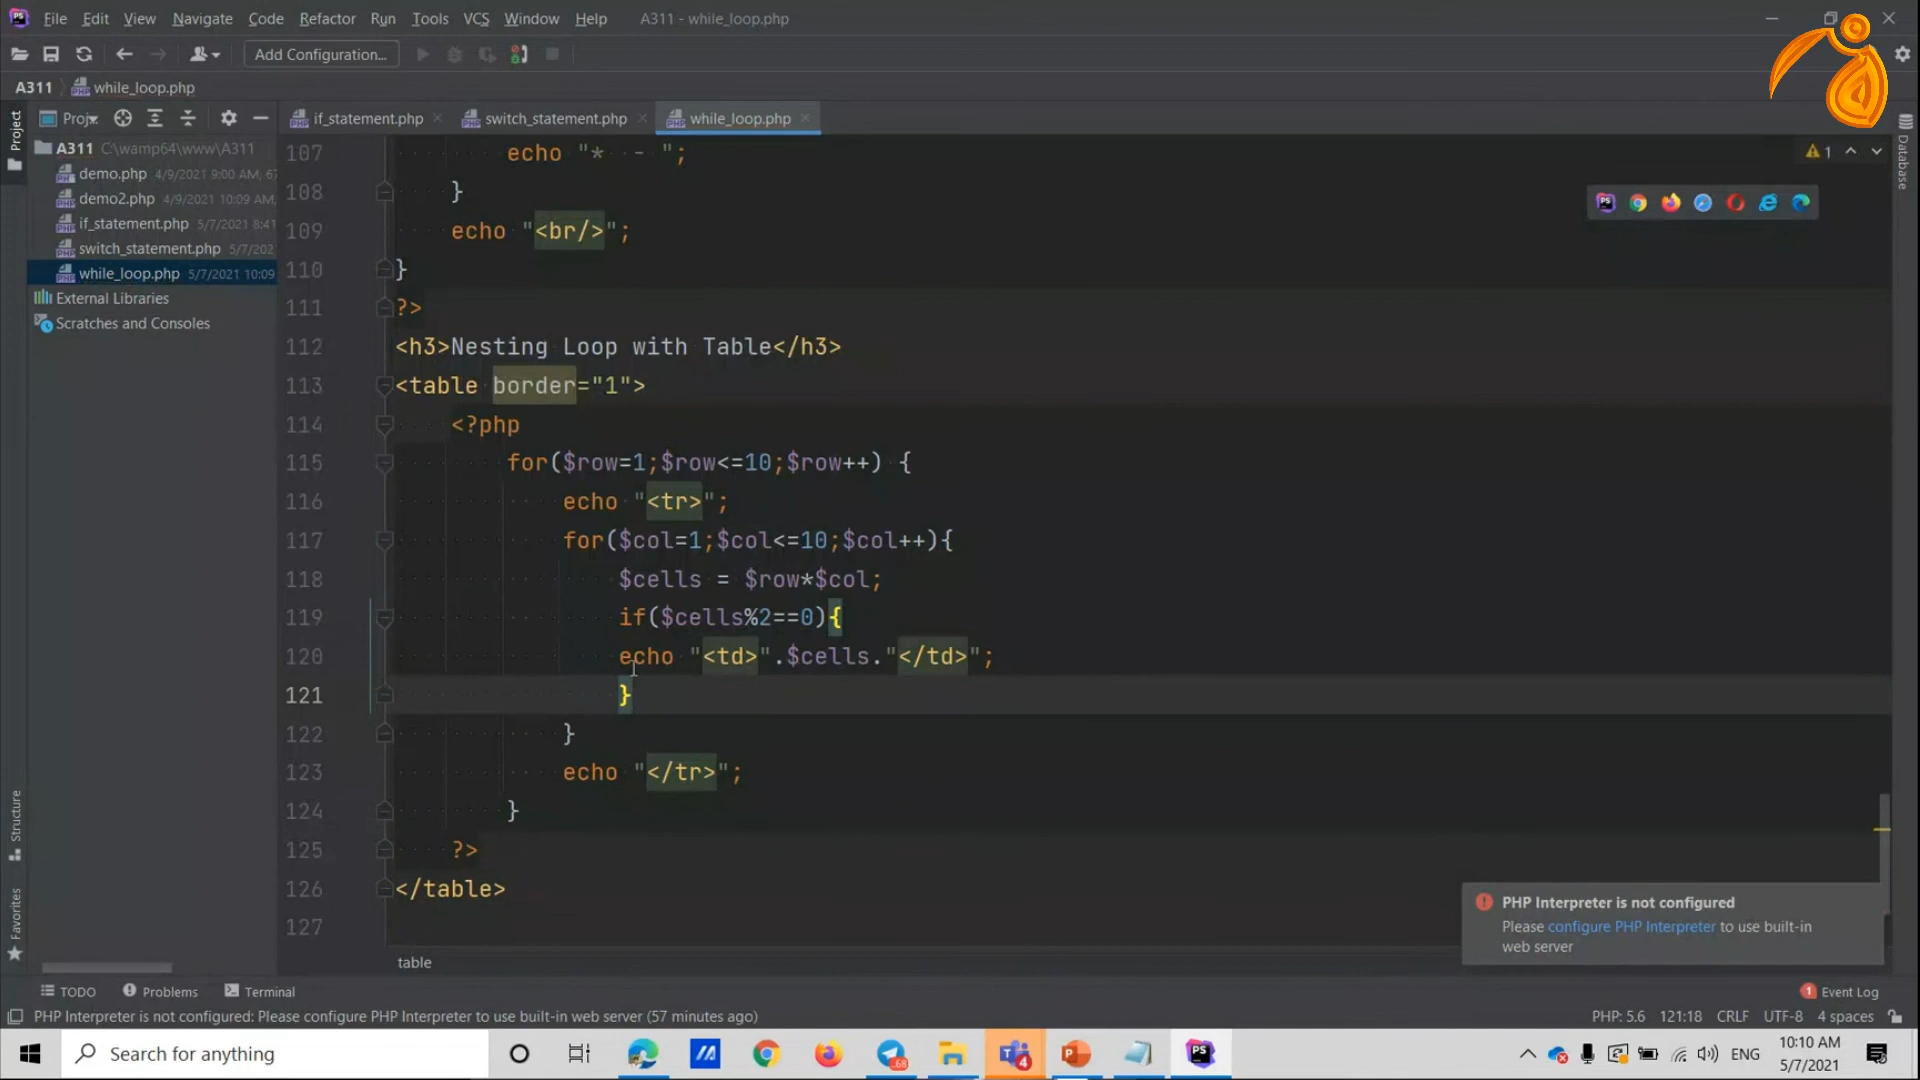 File Edit View Navigate Code Refactor Run Tools VCS Window Help A311 - while_loop.php
Add Configuration...
A311 while_loop.php
Project
Proj
if_statement.php
switch_statement.php
while_loop.php
A311 C:\wamp64\www\A311
demo.php 4/9/2021 9:00 AM, 67
demo2.php 4/9/2021 10:09 AM,
if_statement.php 5/7/2021 8:41
switch_statement.php 5/7/202
while_loop.php 5/7/2021 10:09
External Libraries
Scratches and Consoles
107 echo "* - ";
108 }
109 echo "<br/>";
110 }
111 ?>
112 <h3>Nesting Loop with Table</h3>
113 <table border="1">
114 <?php
115 for($row=1;$row<=10;$row++) {
116 echo "<tr>";
117 for($col=1;$col<=10;$col++){
118 $cells = $row*$col;
119 if($cells%2==0){
120 echo "<td>".$cells."</td>";
121 }
122 }
123 echo "</tr>";
124 }
125 ?>
126 </table>
127
1
Database
Structure
Favorites
PHP Interpreter is not configured
Please configure PHP Interpreter to use built-in
web server
table
TODO Problems Terminal
1 Event Log
PHP Interpreter is not configured: Please configure PHP Interpreter to use built-in web server (57 minutes ago)
PHP: 5.6 121:18 CRLF UTF-8 4 spaces
Search for anything
68
4
ENG
10:10 AM
5/7/2021